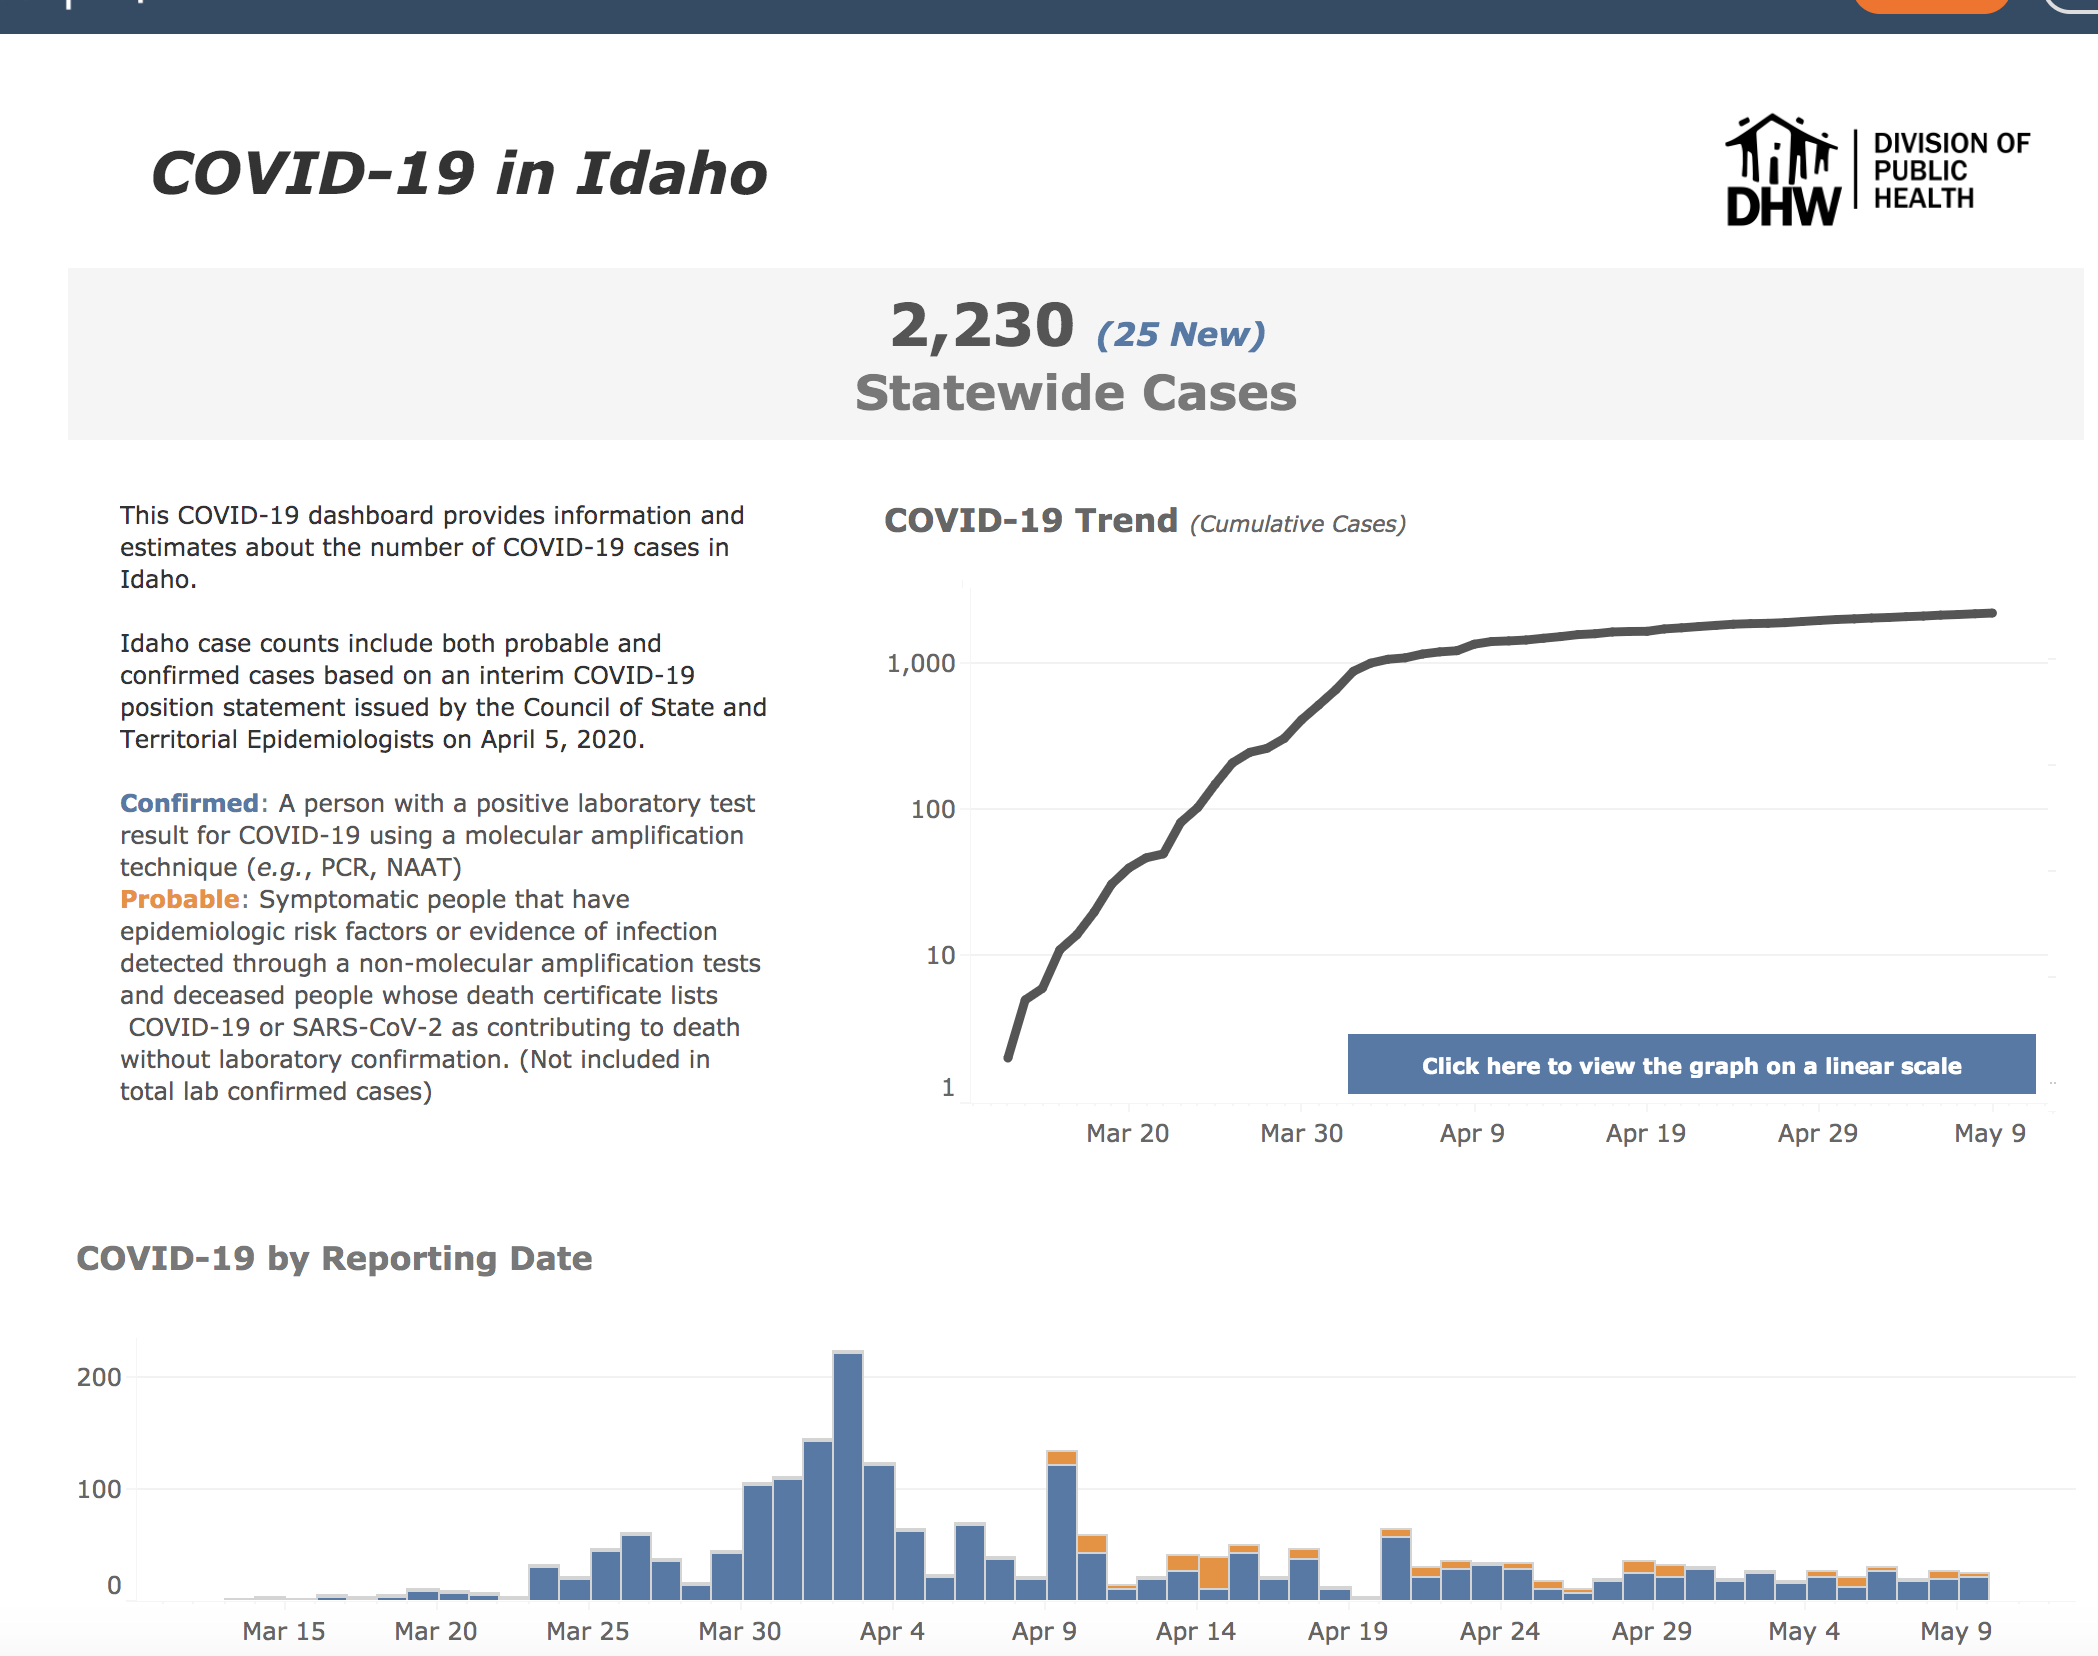 COVID-19 in Idaho
DHW
DIVISION OF
PUBLIC
HEALTH
2,230 (25 New)
Statewide Cases
This COVID-19 dashboard provides information and
estimates about the number of COVID-19 cases in
Idaho.
Idaho case counts include both probable and
confirmed cases based on an interim COVID-19
position statement issued by the Council of State and
Territorial Epidemiologists on April 5, 2020.
Confirmed: A person with a positive laboratory test
result for COVID-19 using a molecular amplification
technique (e.g., PCR, NAAT)
Probable: Symptomatic people that have
epidemiologic risk factors or evidence of infection
detected through a non-molecular amplification tests
and deceased people whose death certificate lists
COVID-19 or SARS-CoV-2 as contributing to death
without laboratory confirmation. (Not included in
total lab confirmed cases)
COVID-19 Trend (Cumulative Cases)
1,000
100
10
1
Click here to view the graph on a linear scale
Mar 20 Mar 30 Apr 9 Apr 19 Apr 29 May 9
COVID-19 by Reporting Date
200
100
0
Mar 15 Mar 20 Mar 25 Mar 30 Apr 4 Apr 9 Apr 14 Apr 19 Apr 24 Apr 29 May 4 May 9